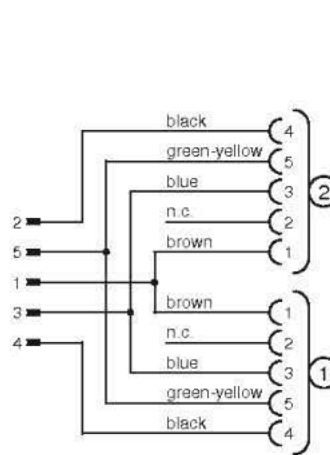 black 4
green-yellow 5
blue 3
n.c. 2
brown 1
2
2
5
1
3
4
brown 1
n.c. 2
blue 3
green-yellow 5
black 4
1